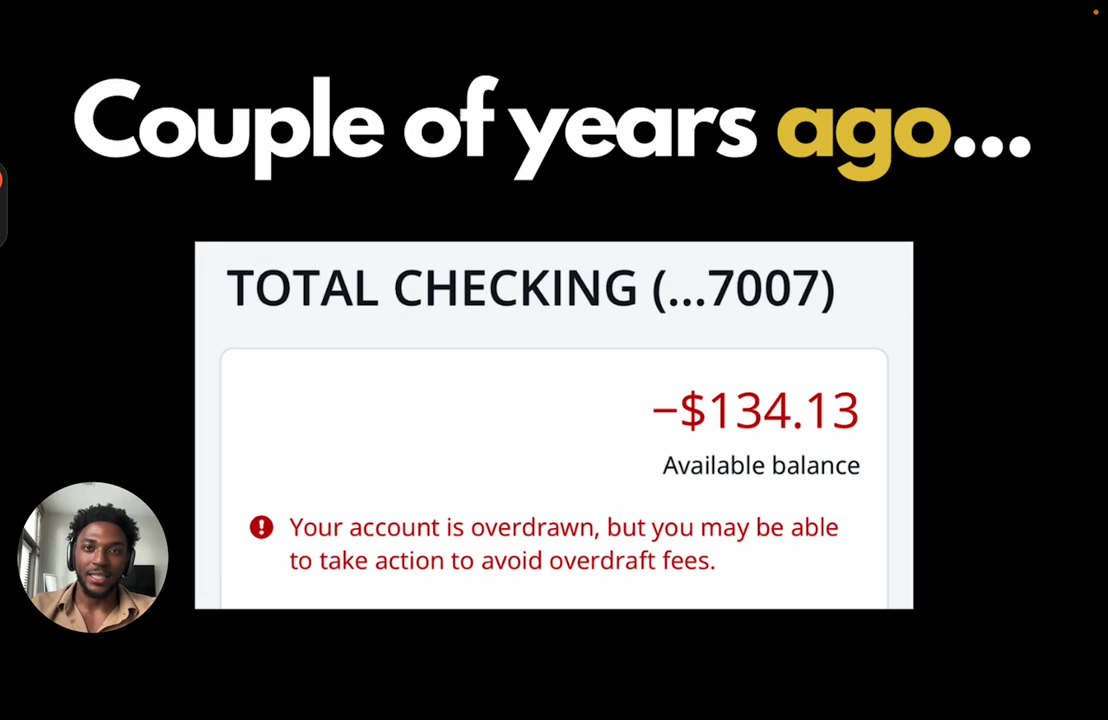 Couple of years ago...
TOTAL CHECKING (...7007)
−$134.13
Available balance
Your account is overdrawn, but you may be able
to take action to avoid overdraft fees.